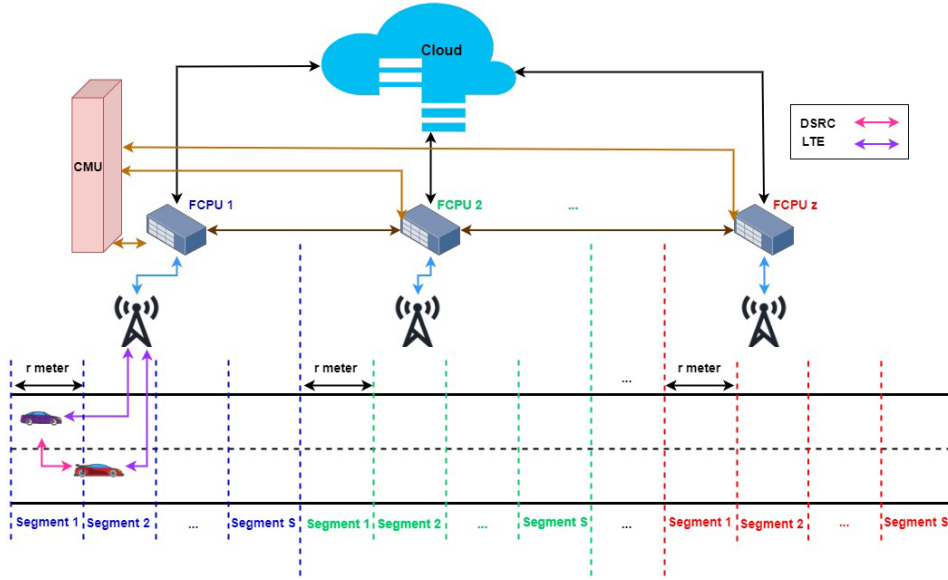 Cloud
DSRC
LTE
CMU
FCPU 1
FCPU 2
...
FCPU z
r meter
r meter
...
r meter
Segment 1
Segment 2
...
Segment S
Segment 1
Segment 2
...
Segment S
...
Segment 1
Segment 2
...
Segment S